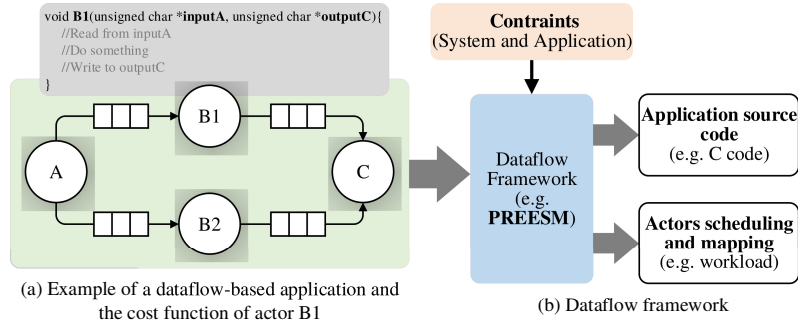 void B1(unsigned char *inputA, unsigned char *outputC){
//Read from inputA
//Do something
//Write to outputC
}
A
B1
B2
C
(a) Example of a dataflow-based application and
the cost function of actor B1
Contraints
(System and Application)
Dataflow
Framework
(e.g.
PREESM)
Application source
code
(e.g. C code)
Actors scheduling
and mapping
(e.g. workload)
(b) Dataflow framework